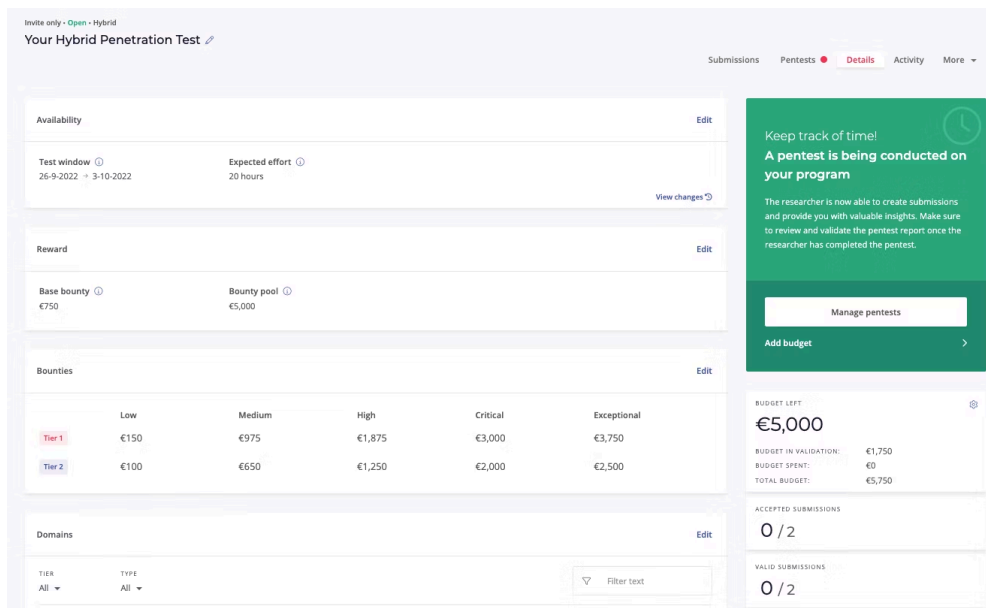 Invite only • Open • Hybrid
Your Hybrid Penetration Test
Submissions Pentests Details Activity More
Availability Edit
Test window Expected effort
26-9-2022 → 3-10-2022 20 hours
View changes
Reward Edit
Base bounty Bounty pool
€750 €5,000
Bounties Edit
Low Medium High Critical Exceptional
Tier 1 €150 €975 €1,875 €3,000 €3,750
Tier 2 €100 €650 €1,250 €2,000 €2,500
Domains Edit
TIER TYPE
All All Filter text
Keep track of time!
A pentest is being conducted on
your program
The researcher is now able to create submissions
and provide you with valuable insights. Make sure
to review and validate the pentest report once the
researcher has completed the pentest.
Manage pentests
Add budget
BUDGET LEFT
€5,000
BUDGET IN VALIDATION: €1,750
BUDGET SPENT: €0
TOTAL BUDGET: €5,750
ACCEPTED SUBMISSIONS
0 / 2
VALID SUBMISSIONS
0 / 2